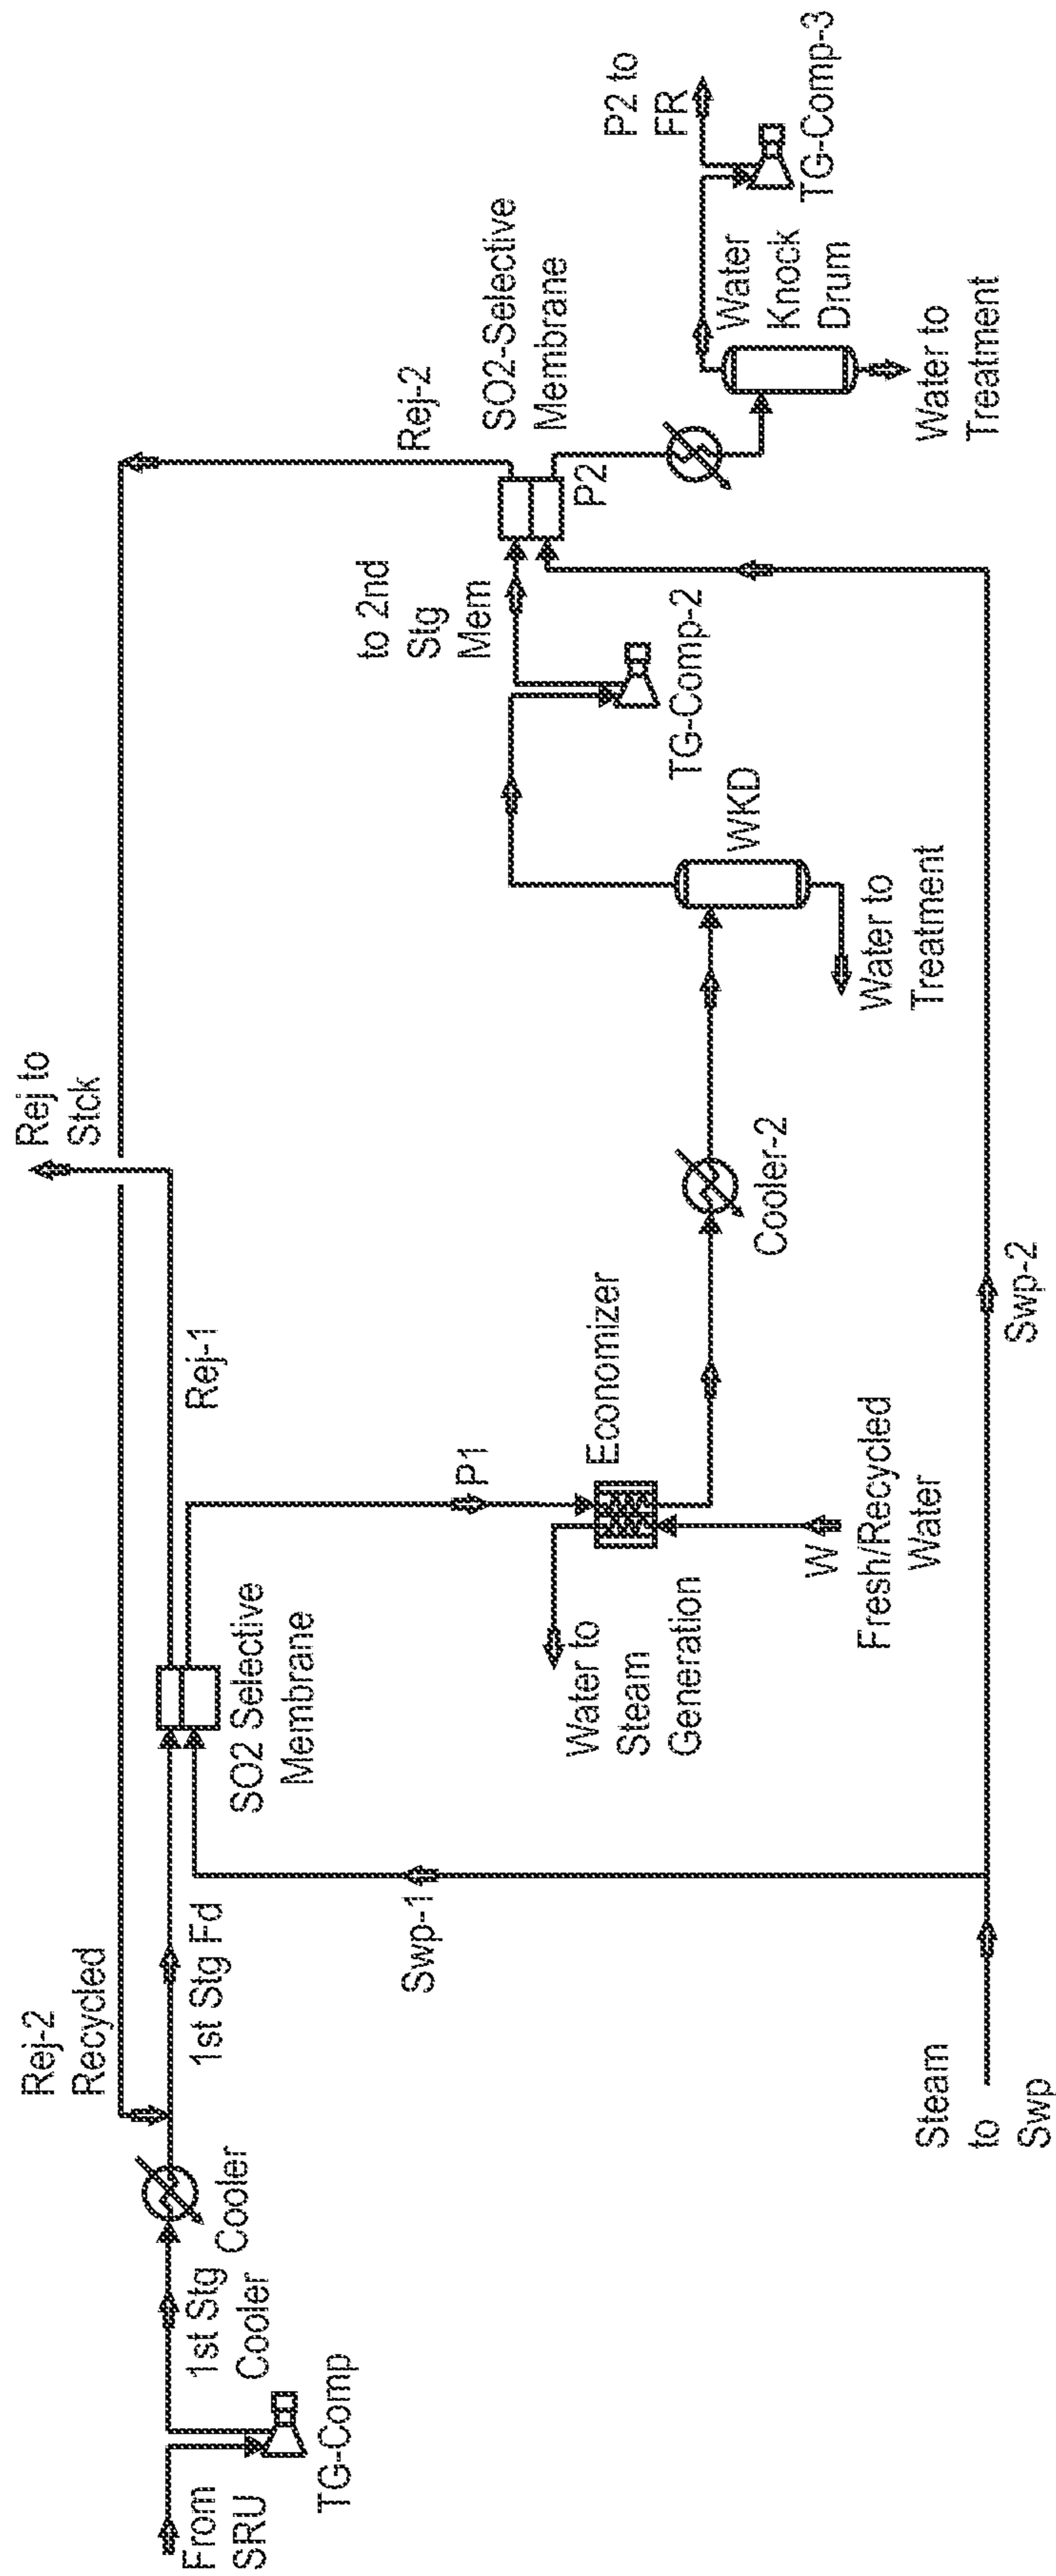 From
SRU
TG-Comp
1st Stg
Cooler
Cooler
Rej-2
Recycled
1st Stg Fd
Swp-1
Steam
to
Swp
SO2 Selective
Membrane
Rej-1
Rej to
Stck
P1
Economizer
Water to
Steam
Generation
W
Fresh/Recycled
Water
Cooler-2
Swp-2
WKD
Water to
Treatment
TG-Comp-2
to 2nd
Stg
Mem
Rej-2
SO2-Selective
Membrane
P2
Water
Knock
Drum
Water to
Treatment
P2 to
FR
TG-Comp-3